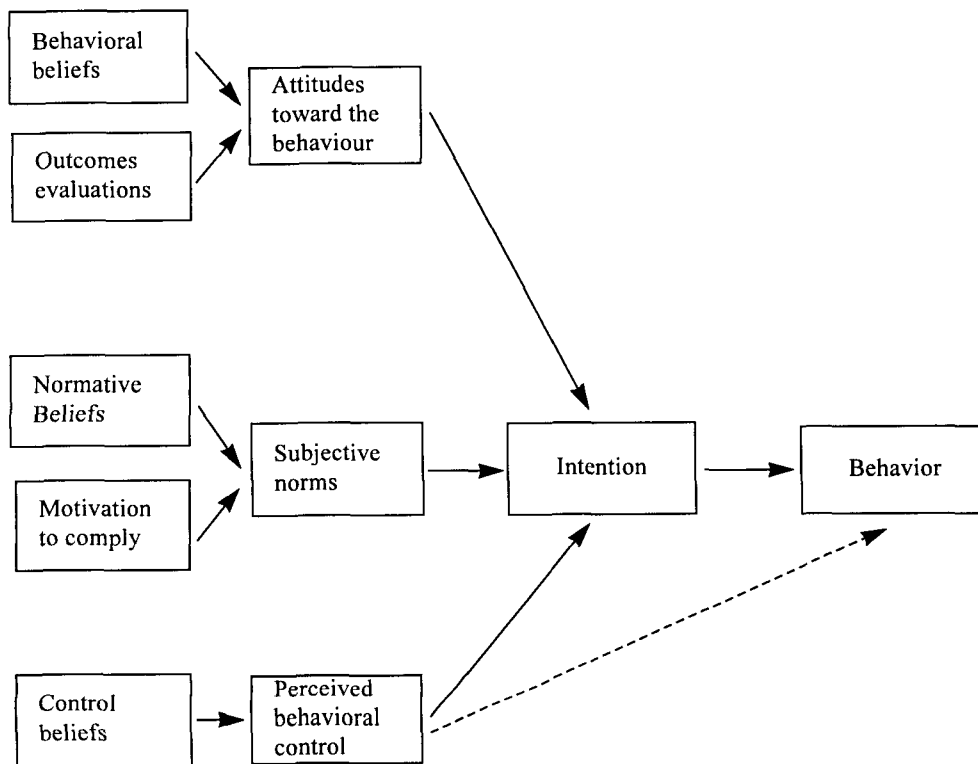 Behavioral
beliefs
Outcomes
evaluations
Attitudes
toward the
behaviour
Normative
Beliefs
Motivation
to comply
Subjective
norms
Intention
Behavior
Control
beliefs
Perceived
behavioral
control